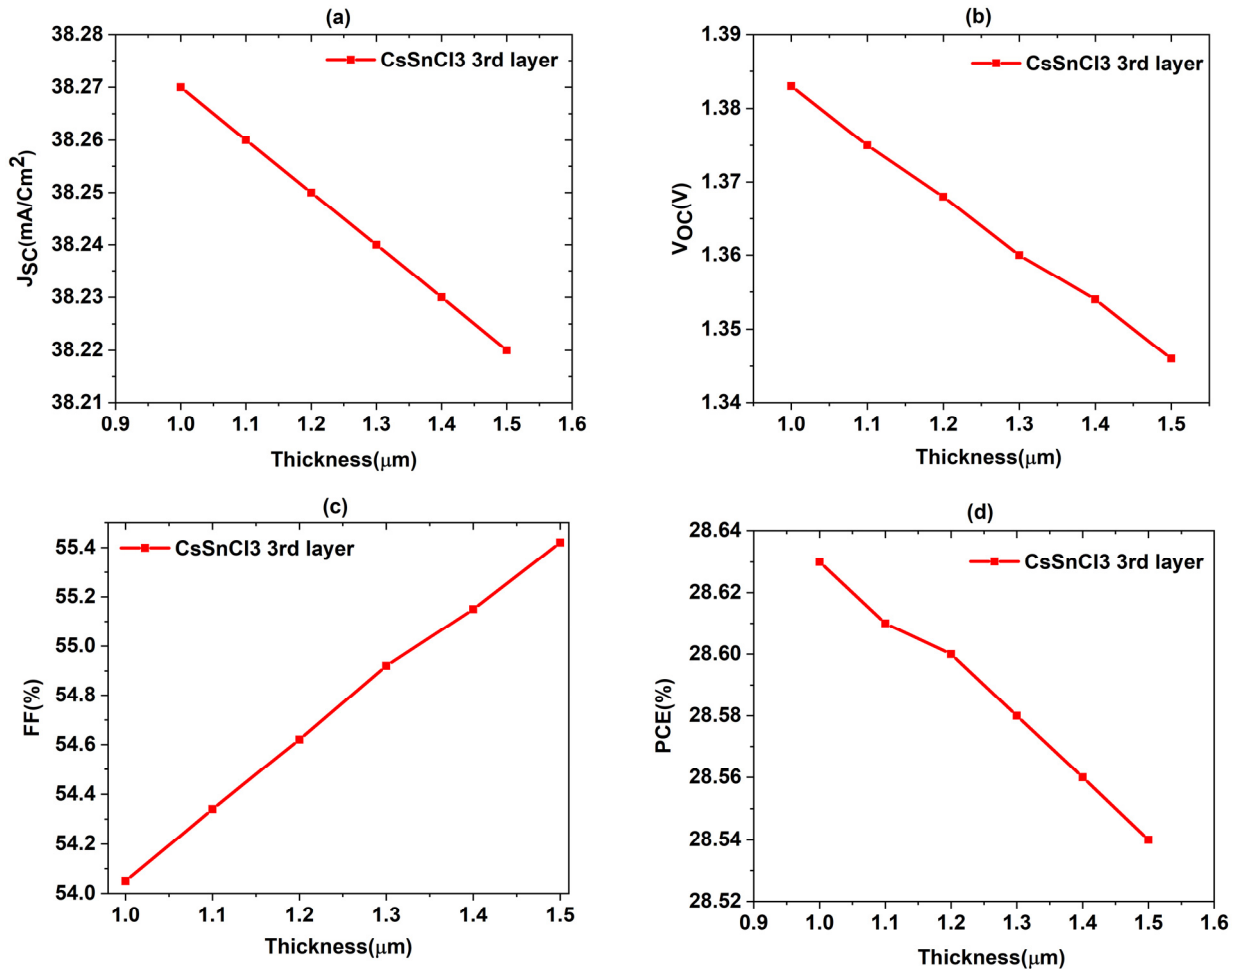 (a)
38.28
38.27
38.26
38.25
38.24
38.23
38.22
38.21
JSC(mA/Cm2)
CsSnCl3 3rd layer
0.9 1.0 1.1 1.2 1.3 1.4 1.5 1.6
Thickness(μm)
(b)
1.39
1.38
1.37
1.36
1.35
1.34
VOC(V)
CsSnCl3 3rd layer
1.0 1.1 1.2 1.3 1.4 1.5
Thickness(μm)
(c)
55.4
55.2
55.0
54.8
54.6
54.4
54.2
54.0
FF(%)
CsSnCl3 3rd layer
1.0 1.1 1.2 1.3 1.4 1.5
Thickness(μm)
(d)
28.64
28.62
28.60
28.58
28.56
28.54
28.52
PCE(%)
CsSnCl3 3rd layer
0.9 1.0 1.1 1.2 1.3 1.4 1.5 1.6
Thickness(μm)